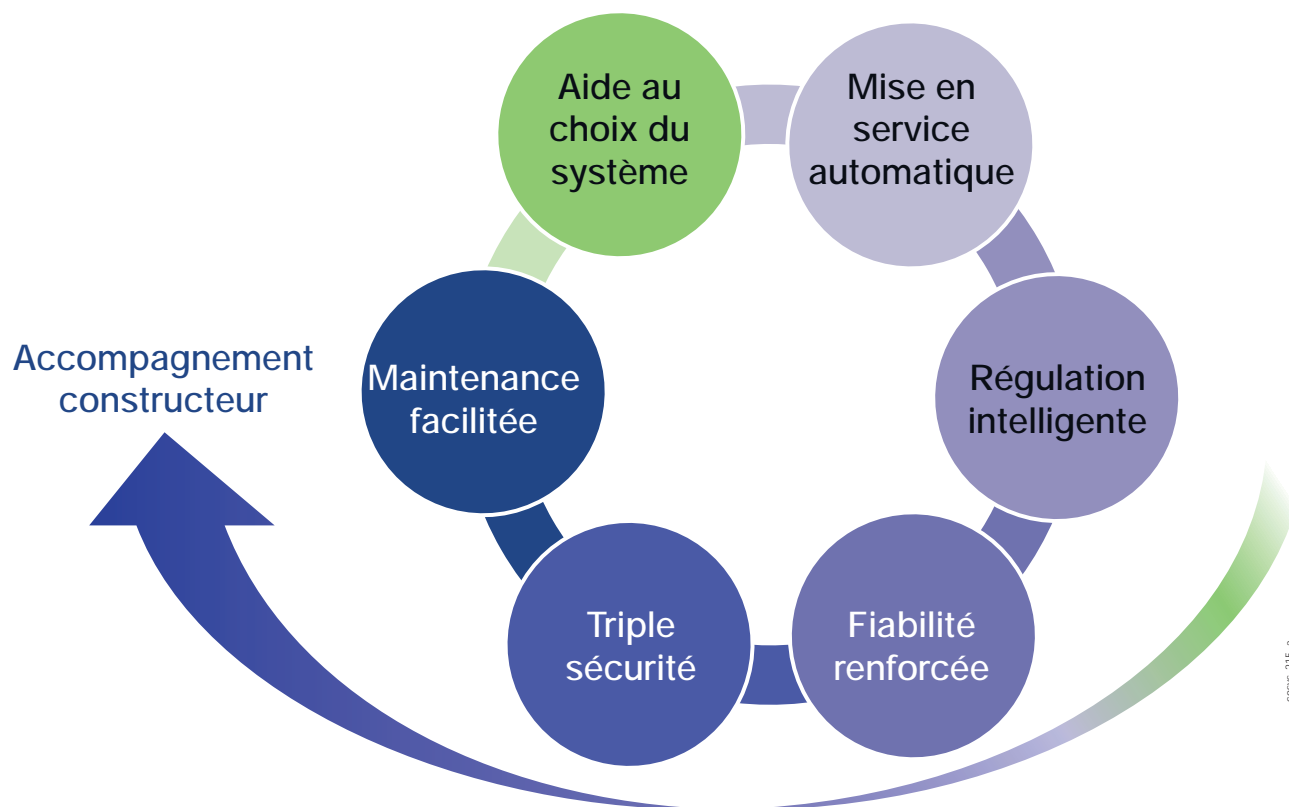 Aide au
choix du
système
Mise en
service
automatique
Régulation
intelligente
Fiabilité
renforcée
Triple
sécurité
Maintenance
facilitée
Accompagnement
constructeur